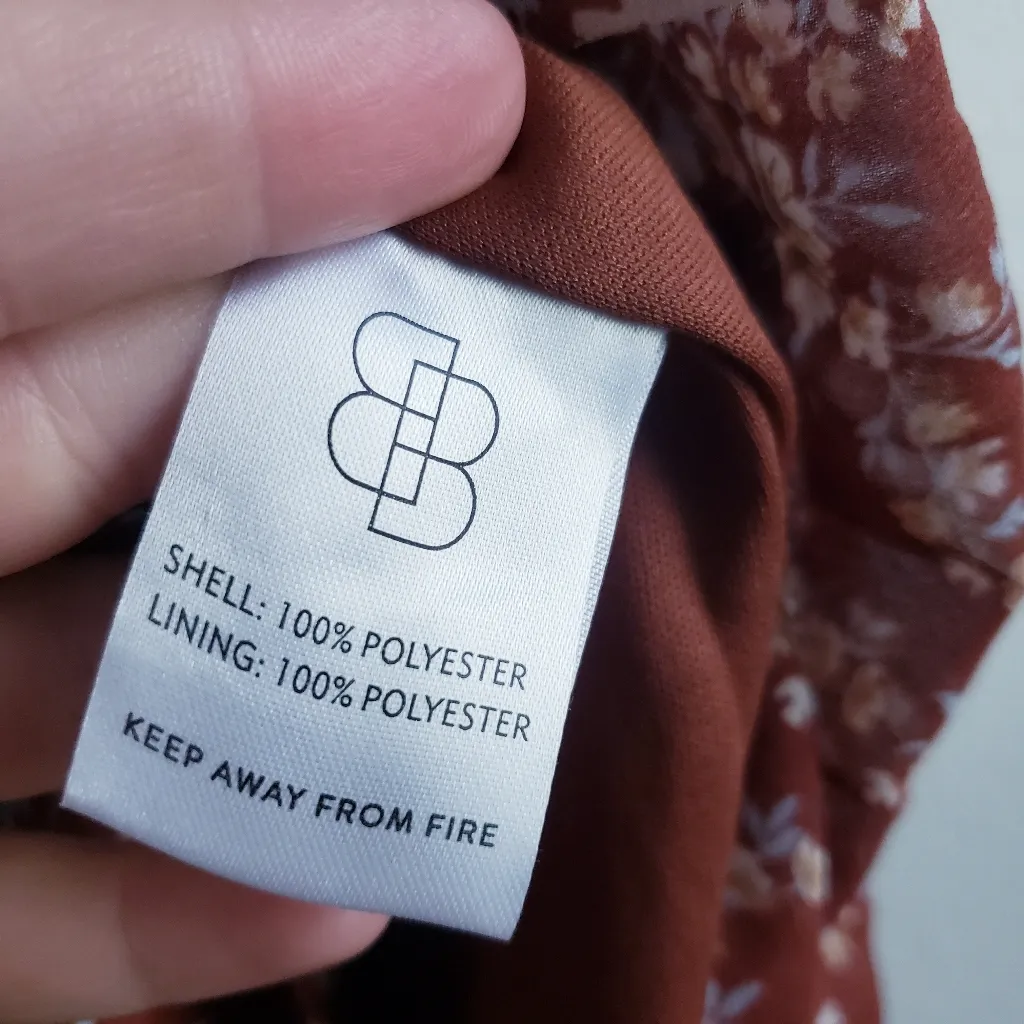 SHELL: 100% POLYESTER
LINING: 100% POLYESTER
KEEP AWAY FROM FIRE